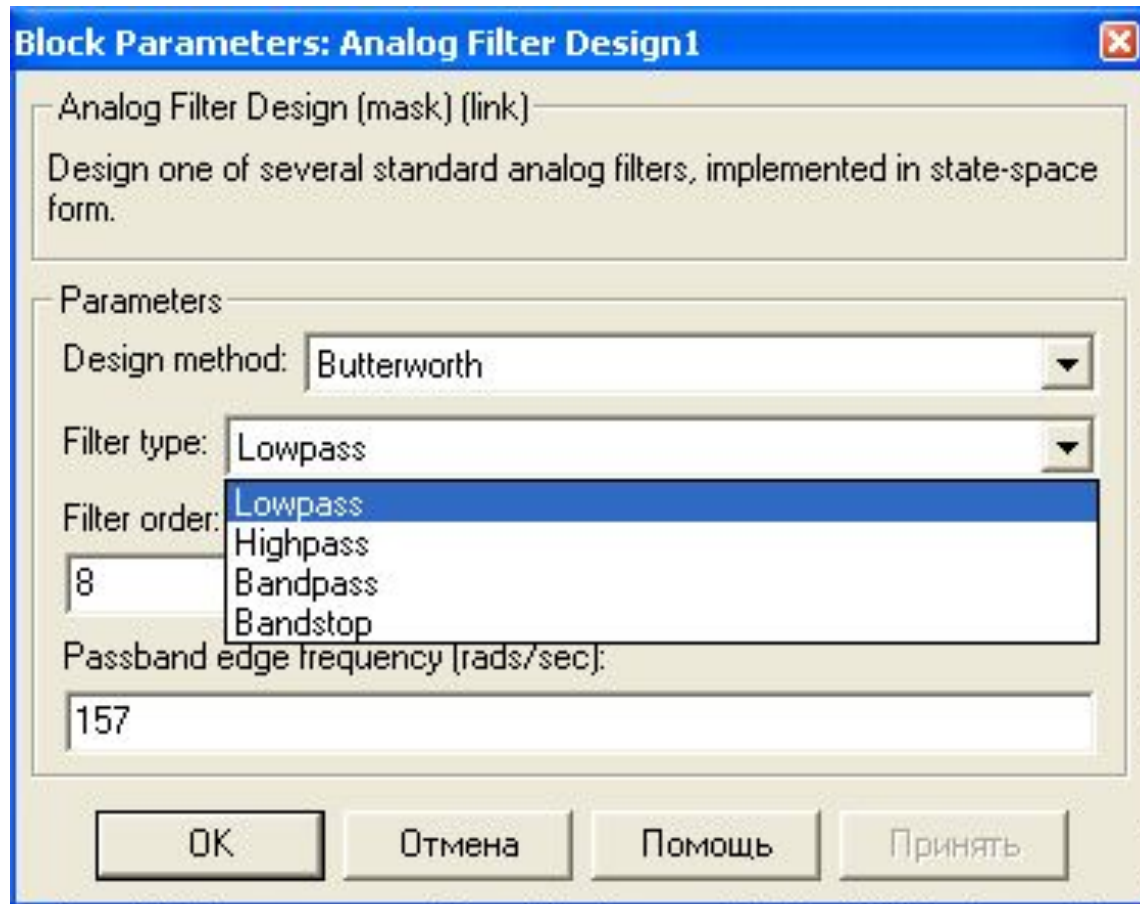 Block Parameters: Analog Filter Design1
Analog Filter Design (mask) (link)
Design one of several standard analog filters, implemented in state-space
form.
Parameters
Design method: Butterworth
Filter type: Lowpass
Lowpass
Highpass
Bandpass
Bandstop
Filter order:
8
Passband edge frequency (rads/sec):
157
OK Отмена Помощь Принять